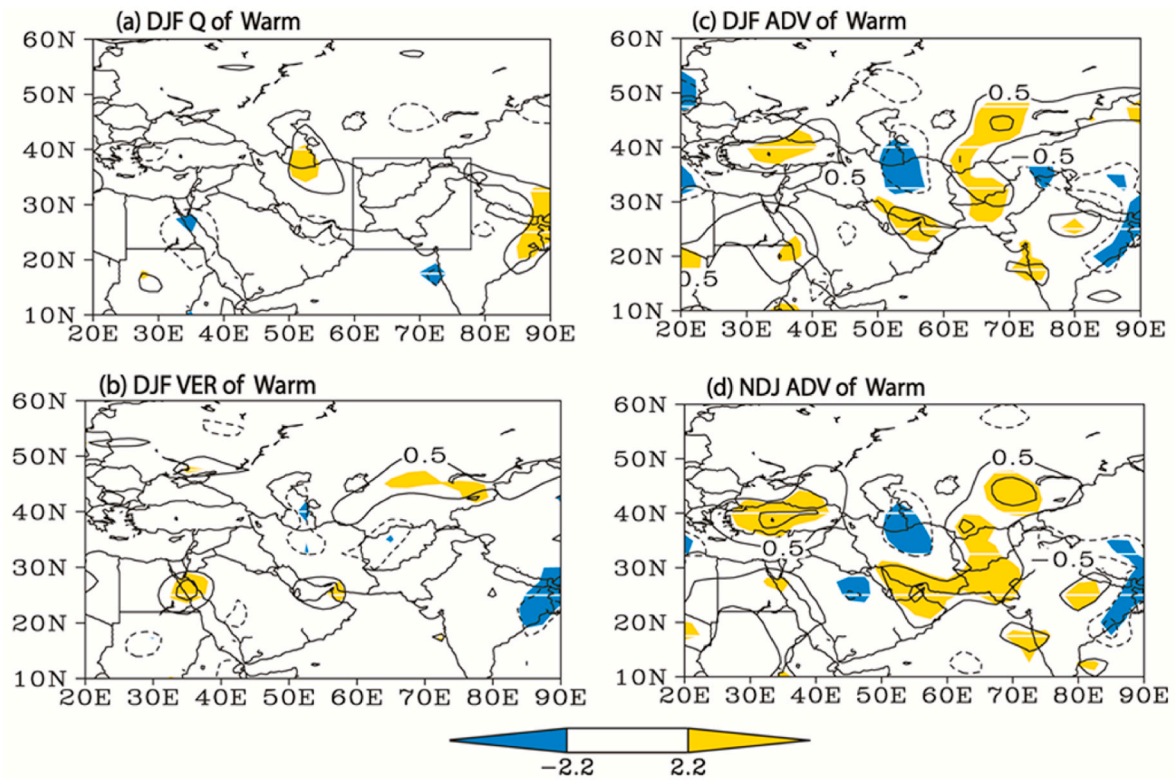 (a) DJF Q of Warm
60N
50N
40N
30N
20N
10N
20E 30E 40E 50E 60E 70E 80E 90E
(c) DJF ADV of Warm
60N
50N
40N
30N
20N
10N
0.5
-0.5
0.5
0.5
20E 30E 40E 50E 60E 70E 80E 90E
(b) DJF VER of Warm
60N
50N
40N
30N
20N
10N
0.5
20E 30E 40E 50E 60E 70E 80E 90E
(d) NDJ ADV of Warm
60N
50N
40N
30N
20N
10N
0.5
0.5
-0.5
20E 30E 40E 50E 60E 70E 80E 90E
-2.2 2.2